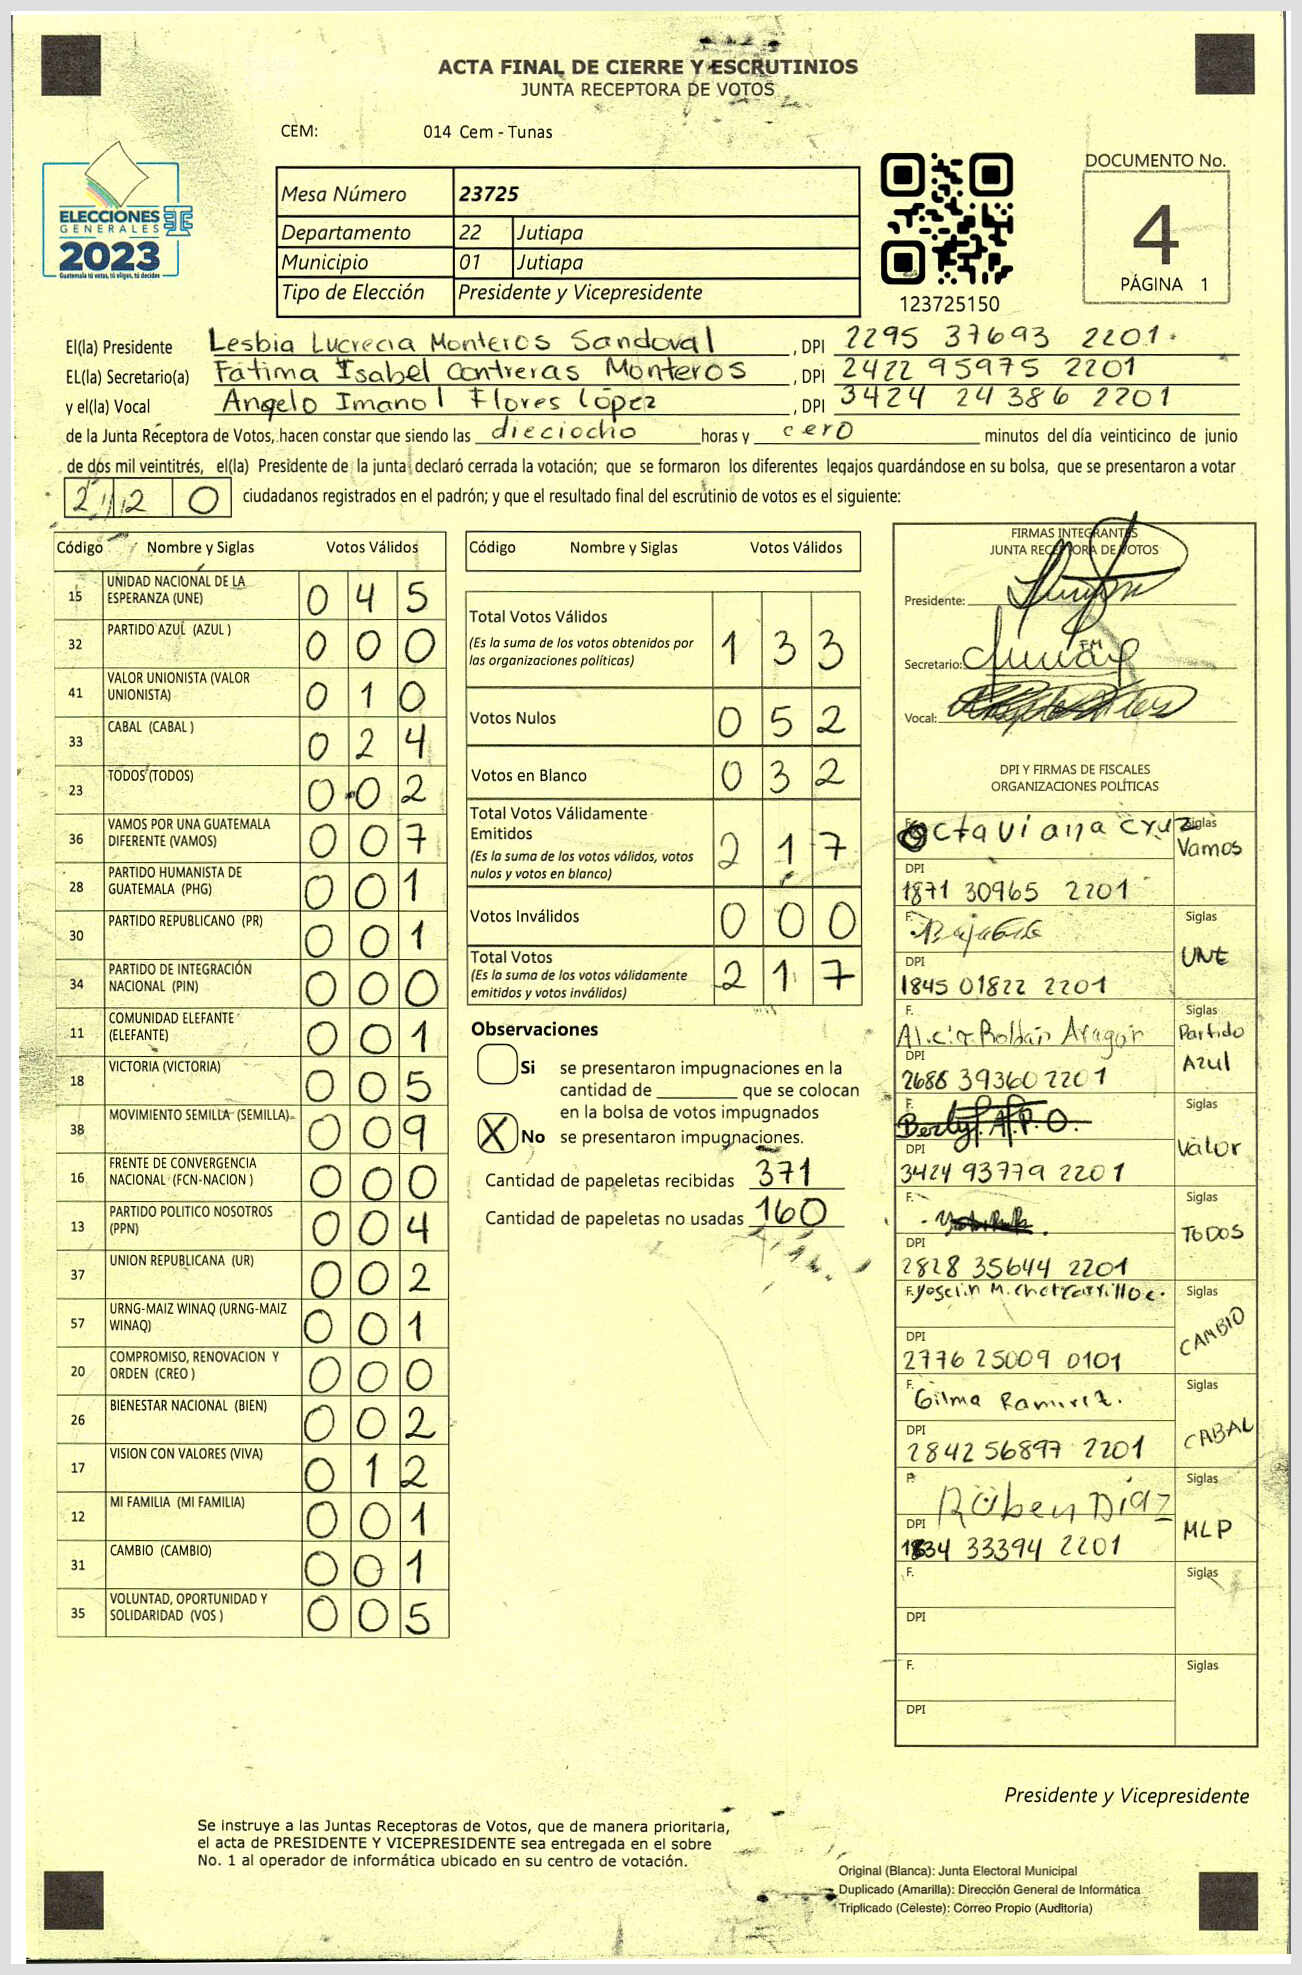 ACTA FINAL DE CIERRE Y ESCRUTINIOS
JUNTA RECEPTORA DE VOTOS
CEM: 014 Cem - Tunas
ELECCIONES
GENERALES
2023
Guatemala tú votas, tú eliges, tú decides
Mesa Número 23725
Departamento 22 Jutiapa
Municipio 01 Jutiapa
Tipo de Elección Presidente y Vicepresidente
123725150
DOCUMENTO No.
4
PÁGINA 1
El(la) Presidente Lesbia Lucrecia Monteros Sandoval , DPI 2295 37693 2201
EL(la) Secretario(a) Fátima Isabel Contreras Monteros , DPI 2422 95975 2201
y el(la) Vocal Angelo Imanol Flores López , DPI 3424 24386 2201
de la Junta Receptora de Votos, hacen constar que siendo las dieciocho horas y cero minutos del día veinticinco de junio
de dos mil veintitrés, el(la) Presidente de la junta declaró cerrada la votación; que se formaron los diferentes legajos quardándose en su bolsa, que se presentaron a votar
2 12 0 ciudadanos registrados en el padrón; y que el resultado final del escrutinio de votos es el siguiente:
Código Nombre y Siglas Votos Válidos
15 UNIDAD NACIONAL DE LA ESPERANZA (UNE) 0 4 5
32 PARTIDO AZUL (AZUL ) 0 0 0
41 VALOR UNIONISTA (VALOR UNIONISTA) 0 1 0
33 CABAL (CABAL ) 0 2 4
23 TODOS (TODOS) 0 0 2
36 VAMOS POR UNA GUATEMALA DIFERENTE (VAMOS) 0 0 7
28 PARTIDO HUMANISTA DE GUATEMALA (PHG) 0 0 1
30 PARTIDO REPUBLICANO (PR) 0 0 1
34 PARTIDO DE INTEGRACIÓN NACIONAL (PIN) 0 0 0
11 COMUNIDAD ELEFANTE (ELEFANTE) 0 0 1
18 VICTORIA (VICTORIA) 0 0 5
38 MOVIMIENTO SEMILLA (SEMILLA) 0 0 9
16 FRENTE DE CONVERGENCIA NACIONAL (FCN-NACION ) 0 0 0
13 PARTIDO POLITICO NOSOTROS (PPN) 0 0 4
37 UNION REPUBLICANA (UR) 0 0 2
57 URNG-MAIZ WINAQ (URNG-MAIZ WINAQ) 0 0 1
20 COMPROMISO, RENOVACION Y ORDEN (CREO ) 0 0 0
26 BIENESTAR NACIONAL (BIEN) 0 0 2
17 VISION CON VALORES (VIVA) 0 1 2
12 MI FAMILIA (MI FAMILIA) 0 0 1
31 CAMBIO (CAMBIO) 0 0 1
35 VOLUNTAD, OPORTUNIDAD Y SOLIDARIDAD (VOS ) 0 0 5
Código Nombre y Siglas Votos Válidos
Total Votos Válidos
(Es la suma de los votos obtenidos por las organizaciones políticas) 1 3 3
Votos Nulos 0 5 2
Votos en Blanco 0 3 2
Total Votos Válidamente Emitidos
(Es la suma de los votos válidos, votos nulos y votos en blanco) 2 1 7
Votos Inválidos 0 0 0
Total Votos
(Es la suma de los votos válidamente emitidos y votos inválidos) 2 1 7
Observaciones
Si se presentaron impugnaciones en la
cantidad de ________ que se colocan
en la bolsa de votos impugnados
X No se presentaron impugnaciones.
Cantidad de papeletas recibidas 371
Cantidad de papeletas no usadas 160
FIRMAS INTEGRANTES
JUNTA RECEPTORA DE VOTOS
Presidente:
Secretario:
Vocal:
DPI Y FIRMAS DE FISCALES
ORGANIZACIONES POLÍTICAS
F. Octaviana Cruz Siglas Vamos
DPI 1871 30965 2201
F. Siglas UNE
DPI 1845 01822 2201
F. Alicia Roldán Aragón Siglas Partido Azul
DPI 2686 39360 2201
F. Berly A.P.O. Siglas Valor
DPI 3424 93779 2201
F. Siglas TODOS
DPI 2828 35644 2201
F. Yoselin M. Siglas CAMBIO
DPI 2776 25009 0101
F. Gilma Ramirez. Siglas CABAL
DPI 2842 56897 2201
F. Rúben Díaz Siglas MLP
DPI 1834 33394 2201
F. Siglas
DPI
F. Siglas
DPI
Presidente y Vicepresidente
Se instruye a las Juntas Receptoras de Votos, que de manera prioritaria,
el acta de PRESIDENTE Y VICEPRESIDENTE sea entregada en el sobre
No. 1 al operador de informática ubicado en su centro de votación.
Original (Blanca): Junta Electoral Municipal
Duplicado (Amarilla): Dirección General de Informática
Triplicado (Celeste): Correo Propio (Auditoría)